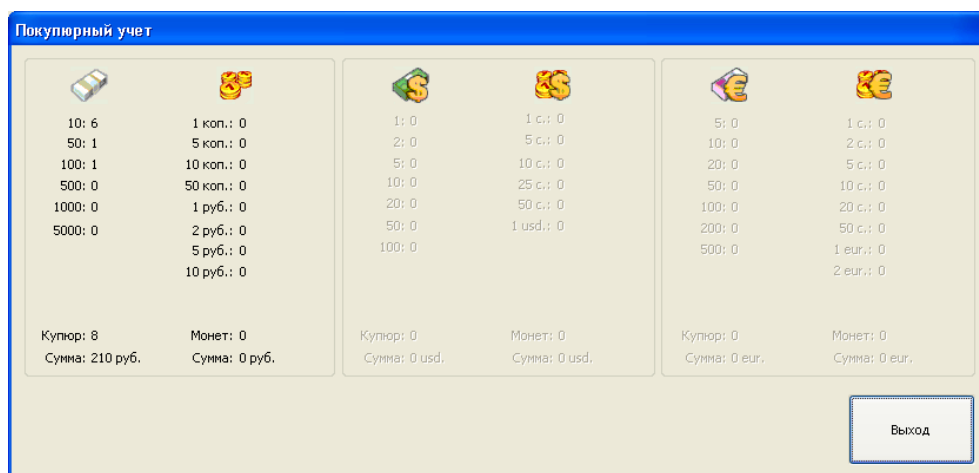 Покупюрный учет
10: 6
50: 1
100: 1
500: 0
1000: 0
5000: 0
1 коп.: 0
5 коп.: 0
10 коп.: 0
50 коп.: 0
1 руб.: 0
2 руб.: 0
5 руб.: 0
10 руб.: 0
Купюр: 8
Сумма: 210 руб.
Монет: 0
Сумма: 0 руб.
1: 0
2: 0
5: 0
10: 0
20: 0
50: 0
100: 0
1 с.: 0
5 с.: 0
10 с.: 0
25 с.: 0
50 с.: 0
1 usd.: 0
Купюр: 0
Сумма: 0 usd.
Монет: 0
Сумма: 0 usd.
5: 0
10: 0
20: 0
50: 0
100: 0
200: 0
500: 0
1 с.: 0
2 с.: 0
5 с.: 0
10 с.: 0
20 с.: 0
50 с.: 0
1 eur.: 0
2 eur.: 0
Купюр: 0
Сумма: 0 eur.
Монет: 0
Сумма: 0 eur.
Выход